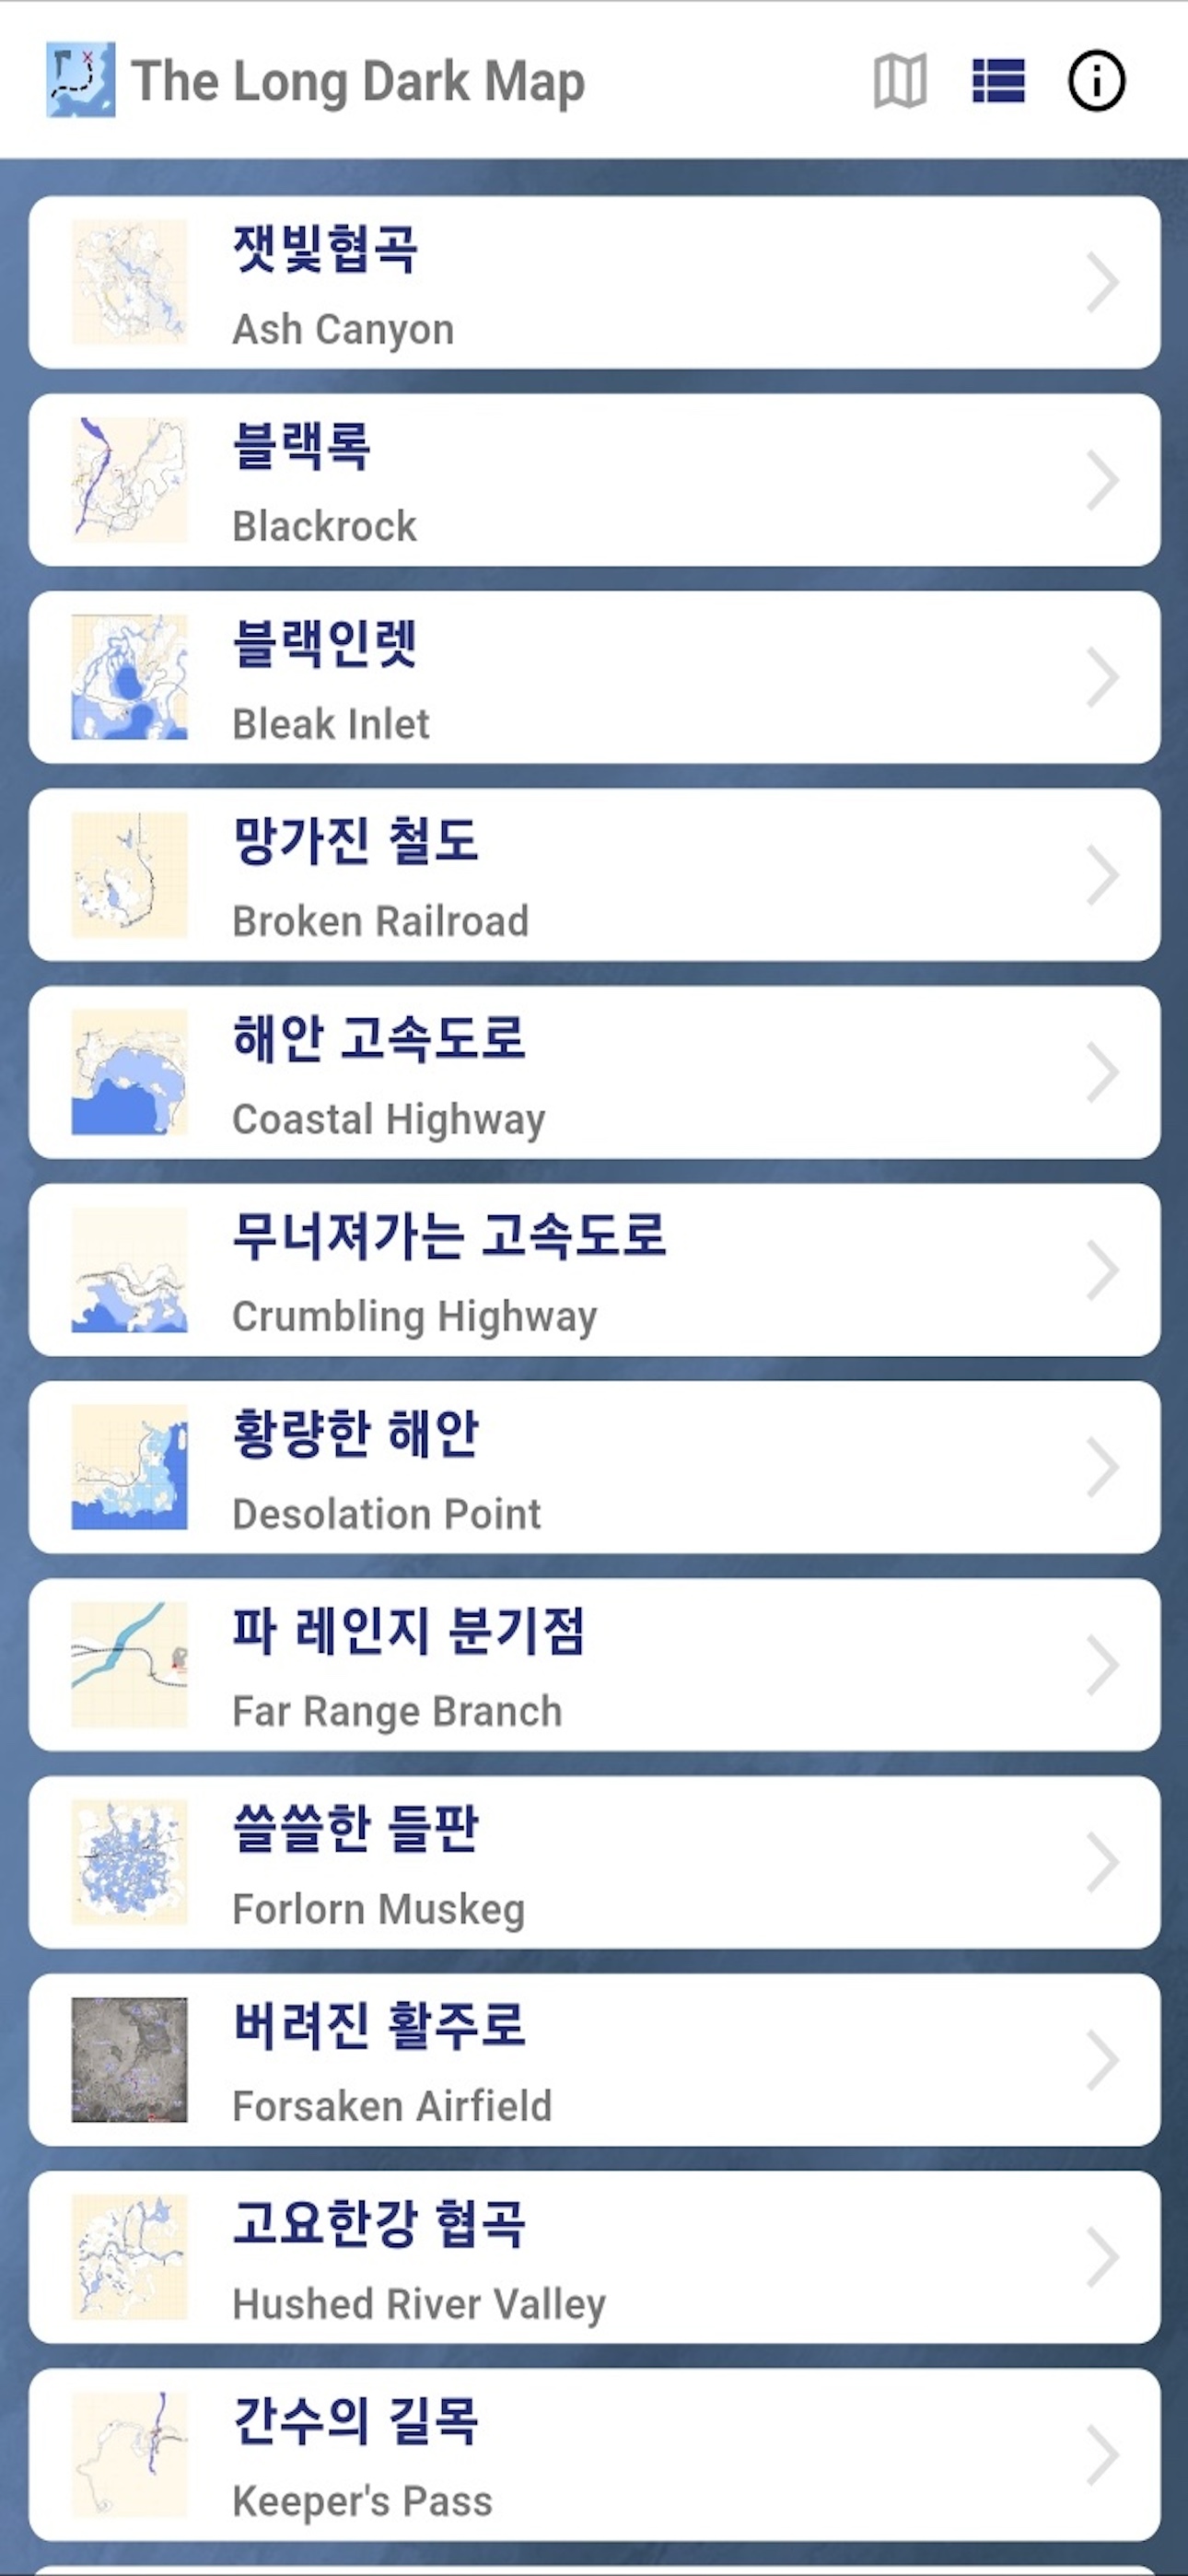 The Long Dark Map
잿빛협곡
Ash Canyon
블랙록
Blackrock
블랙인렛
Bleak Inlet
망가진 철도
Broken Railroad
해안 고속도로
Coastal Highway
무너져가는 고속도로
Crumbling Highway
황량한 해안
Desolation Point
파 레인지 분기점
Far Range Branch
쓸쓸한 들판
Forlorn Muskeg
버려진 활주로
Forsaken Airfield
고요한강 협곡
Hushed River Valley
간수의 길목
Keeper's Pass